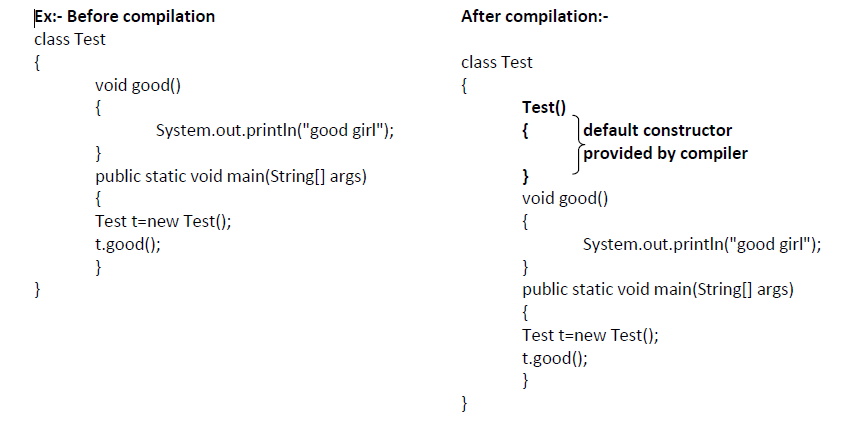 Ex:- Before compilation
class Test
{
void good()
{
System.out.println("good girl");
}
public static void main(String[] args)
{
Test t=new Test();
t.good();
}
}
After compilation:-
class Test
{
Test()
{
default constructor
provided by compiler
}
void good()
{
System.out.println("good girl");
}
public static void main(String[] args)
{
Test t=new Test();
t.good();
}
}